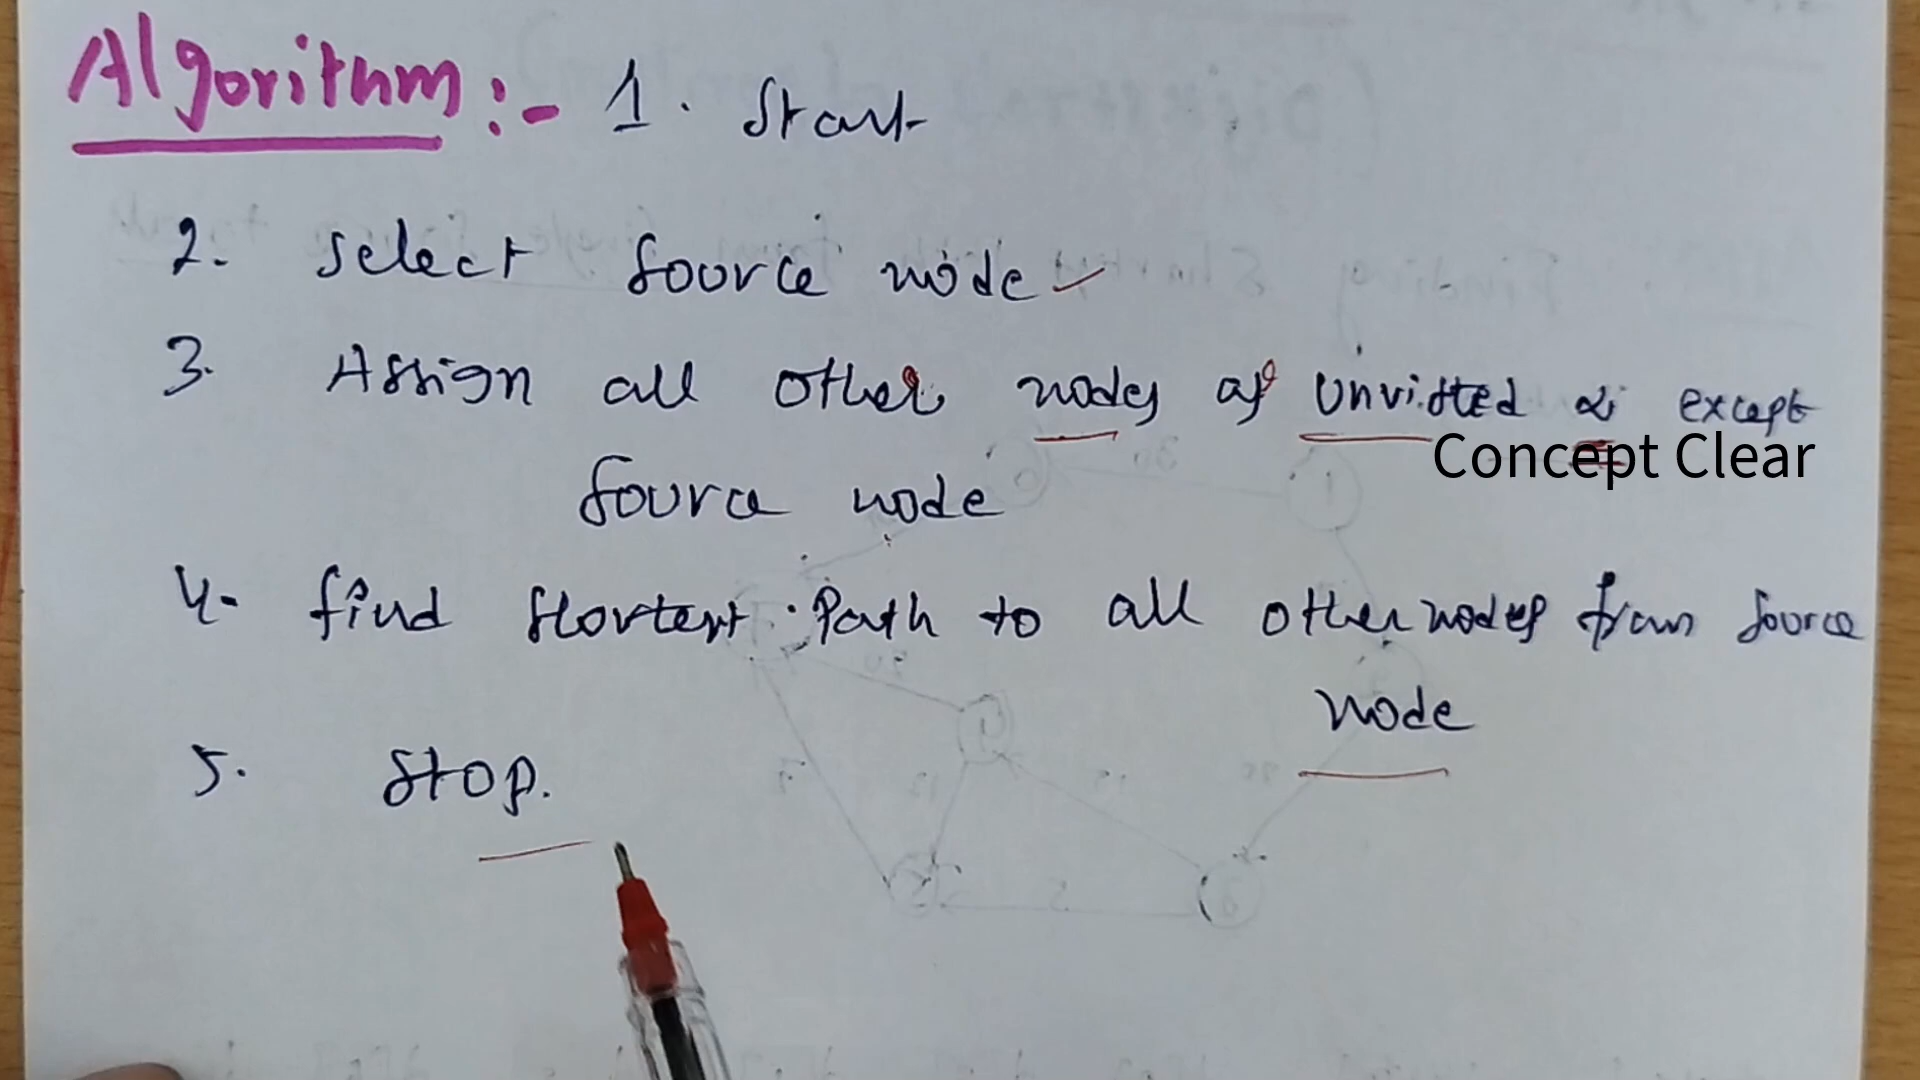 Algorithm:- 1. Start
2. Select Source node
3. Assign all other nodes as Unvisted & except
Concept Clear
Source node
4. find Shortest Path to all other nodes from Source
node
5. Stop.